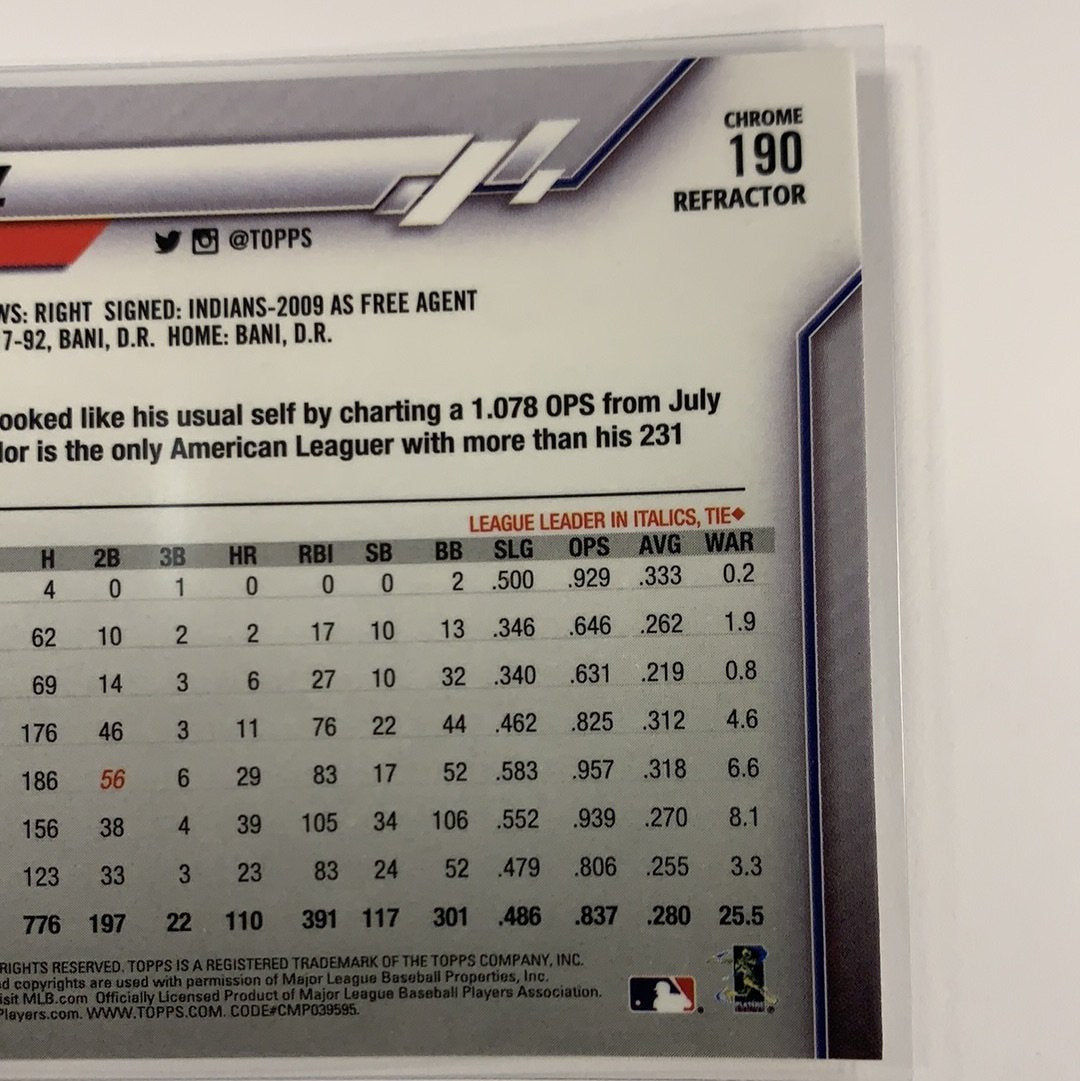 CHROME
190
REFRACTOR
@TOPPS
WS: RIGHT SIGNED: INDIANS-2009 AS FREE AGENT
7-92, BANI, D.R. HOME: BANI, D.R.
ooked like his usual self by charting a 1.078 OPS from July
lor is the only American Leaguer with more than his 231
LEAGUE LEADER IN ITALICS, TIE◆
H 2B 3B HR RBI SB BB SLG OPS AVG WAR
4 0 1 0 0 0 2 .500 .929 .333 0.2
62 10 2 2 17 10 13 .346 .646 .262 1.9
69 14 3 6 27 10 32 .340 .631 .219 0.8
176 46 3 11 76 22 44 .462 .825 .312 4.6
186 56 6 29 83 17 52 .583 .957 .318 6.6
156 38 4 39 105 34 106 .552 .939 .270 8.1
123 33 3 23 83 24 52 .479 .806 .255 3.3
776 197 22 110 391 117 301 .486 .837 .280 25.5
RIGHTS RESERVED. TOPPS IS A REGISTERED TRADEMARK OF THE TOPPS COMPANY, INC.
d copyrights are used with permission of Major League Baseball Properties, Inc.
isit MLB.com Officially Licensed Product of Major League Baseball Players Association.
Players.com. WWW.TOPPS.COM. CODE#CMP039595.